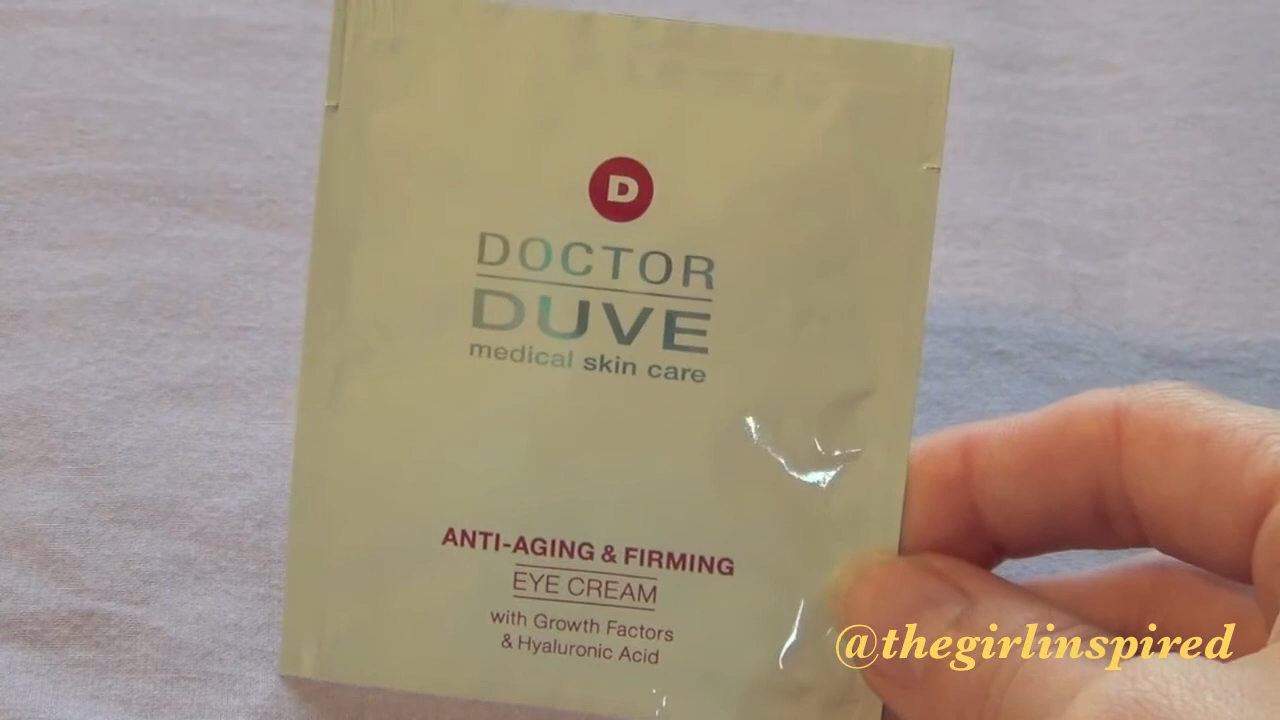 D
DOCTOR
DUVE
medical skin care
ANTI-AGING & FIRMING
EYE CREAM
with Growth Factors
& Hyaluronic Acid
@thegirlinspired